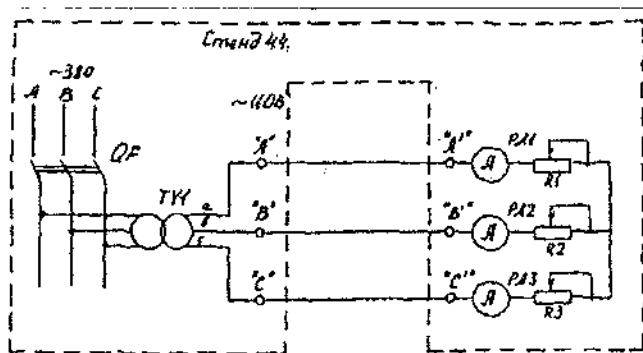 Стенд 44.
~380
A B C
~110В
QF
TV1
а
в
с
"A"
"A'"
A
PA1
R1
"B"
"B'"
A
PA2
R2
"C"
"C'"
A
PA3
R3